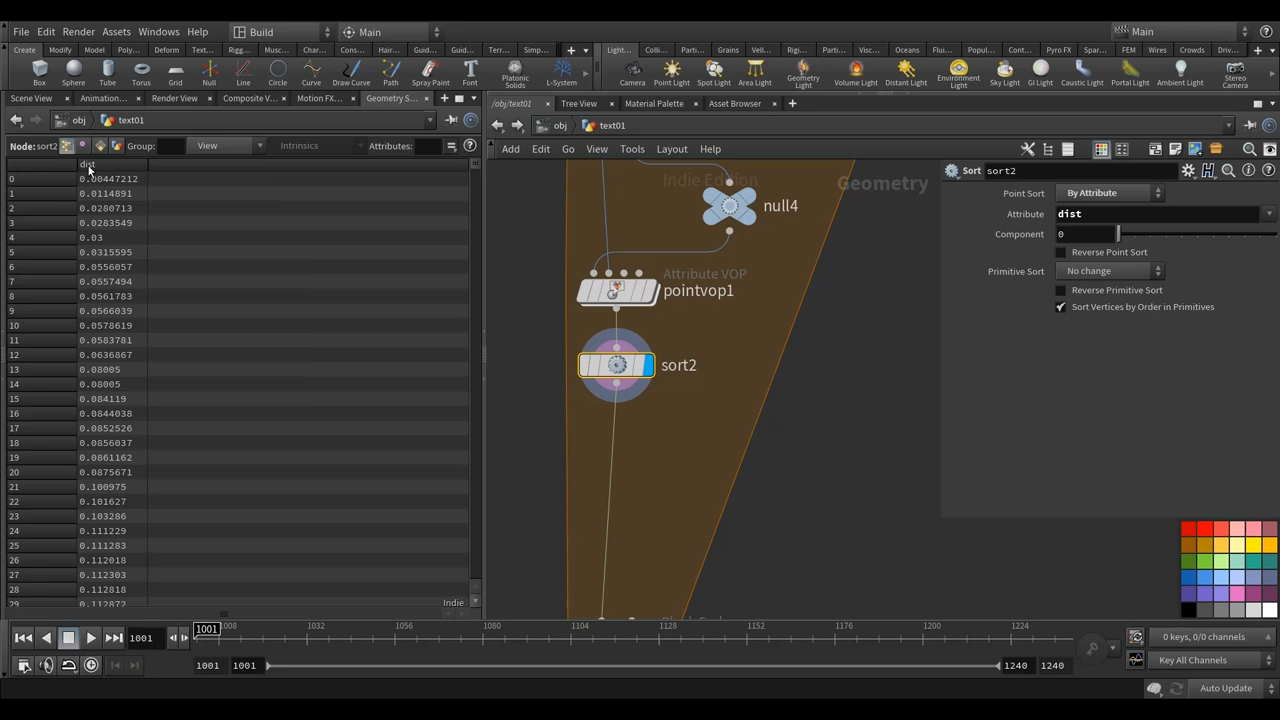 File Edit Render Assets Windows Help Build Main Main
Create Modify Model Poly... Deform Text... Rigg... Musc... Char... Cons... Hair... Guid... Guid... Terr... Simp... Light... Colli... Parti... Grains Vell... Rigi... Parti... Visc... Oceans Flui... Popul... Cont... Pyro FX Spar... FEM Wires Crowds Driv...
Box Sphere Tube Torus Grid Null Line Circle Curve Draw Curve Path Spray Paint Font Platonic Solids L-System Camera Point Light Spot Light Area Light Geometry Light Volume Light Distant Light Environment Light Sky Light GI Light Caustic Light Portal Light Ambient Light Stereo Camera
Scene View Animation... Render View Composite V... Motion FX... Geometry S... /obj/text01 Tree View Material Palette Asset Browser
obj text01 obj text01
Node: sort2 Group: View Intrinsics Attributes:
Add Edit Go View Tools Layout Help
dist
0 0.00447212
1 0.0114891
2 0.0280713
3 0.0283549
4 0.03
5 0.0315595
6 0.0556057
7 0.0557494
8 0.0561783
9 0.0566039
10 0.0578619
11 0.0583781
12 0.0636867
13 0.08005
14 0.08005
15 0.084119
16 0.0844038
17 0.0852526
18 0.0856037
19 0.0861162
20 0.0875671
21 0.100975
22 0.101627
23 0.103286
24 0.111229
25 0.111283
26 0.112018
27 0.112303
28 0.112818
29 0.112872
Indie
Indie Edition
Geometry
null4
Attribute VOP
pointvop1
sort2
Sort sort2
Point Sort By Attribute
Attribute dist
Component 0
Reverse Point Sort
Primitive Sort No change
Reverse Primitive Sort
Sort Vertices by Order in Primitives
1001 1001 1008 1032 1056 1080 1104 1128 1152 1176 1200 1224 0 keys, 0/0 channels
1001 1001 1240 1240 Key All Channels
Auto Update